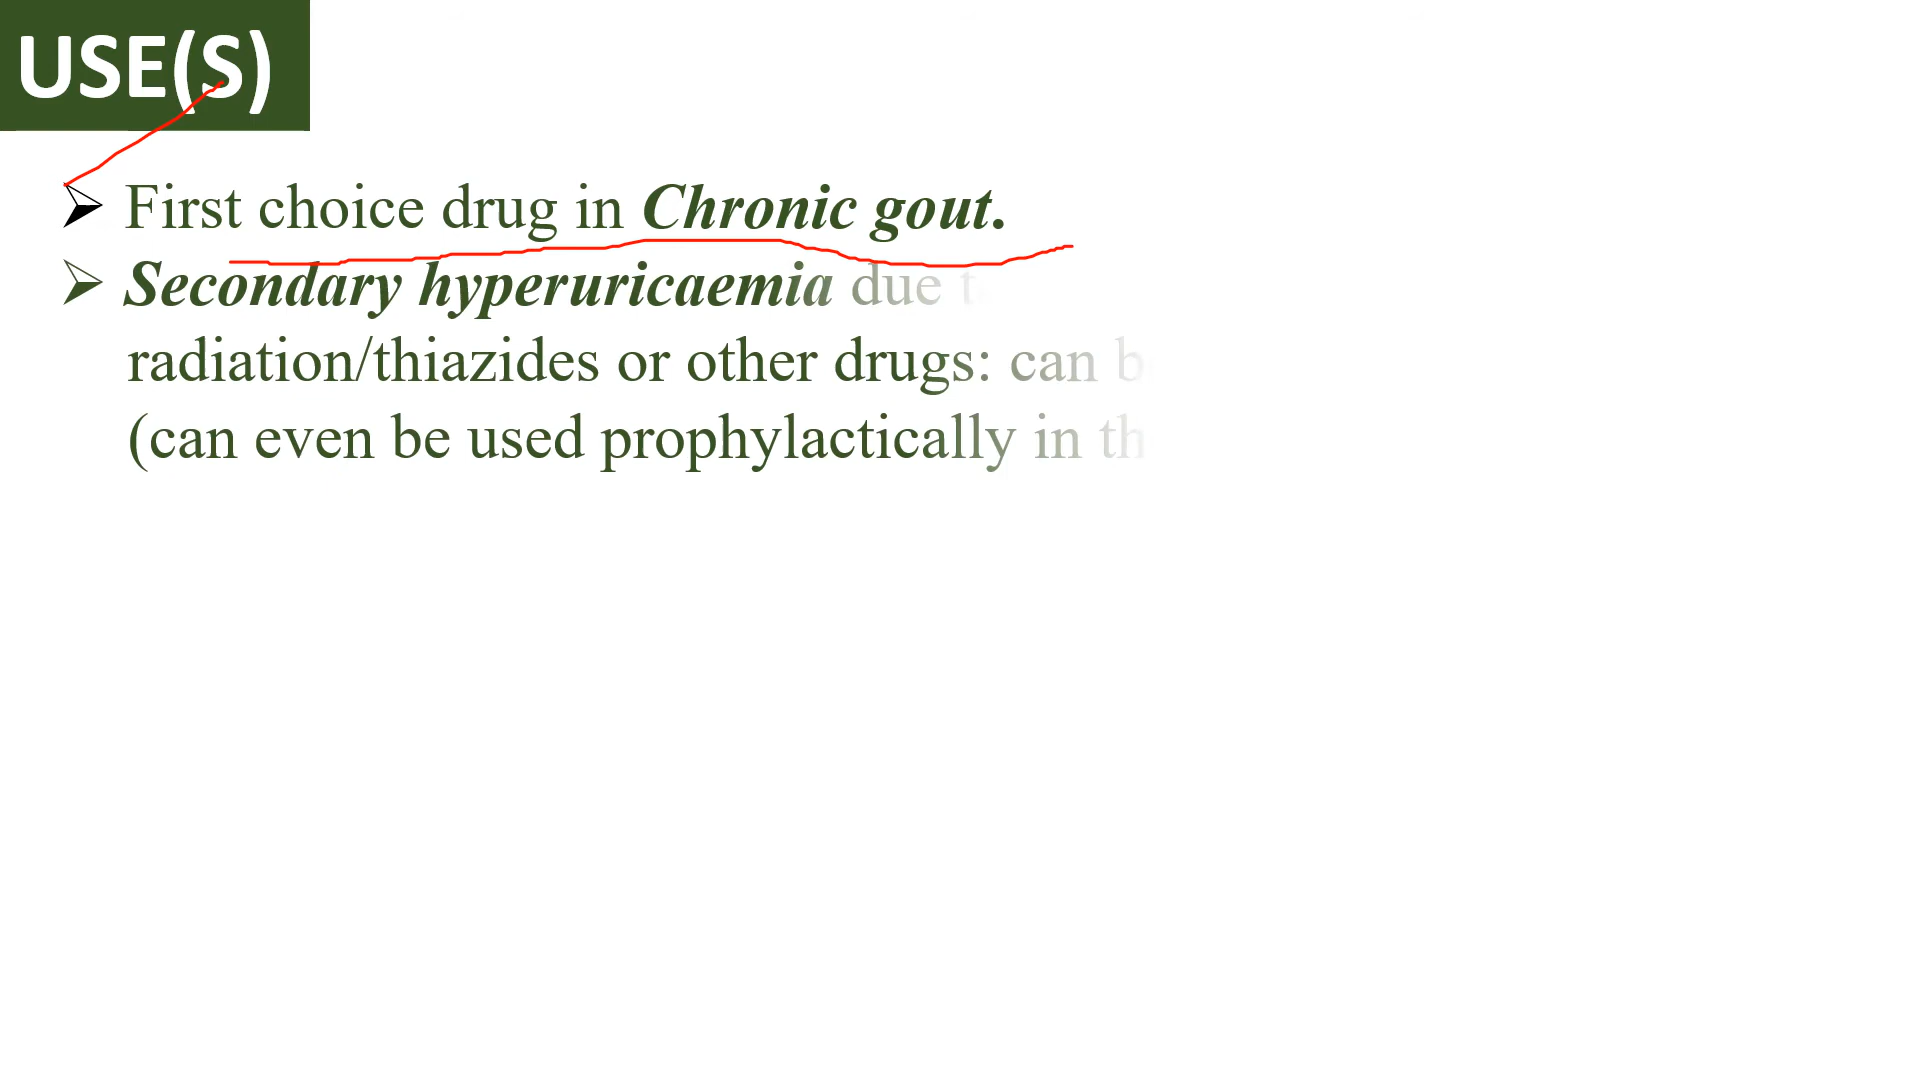 USE(S)
➢ First choice drug in Chronic gout.
➢ Secondary hyperuricaemia due
radiation/thiazides or other drugs: can
(can even be used prophylactically in